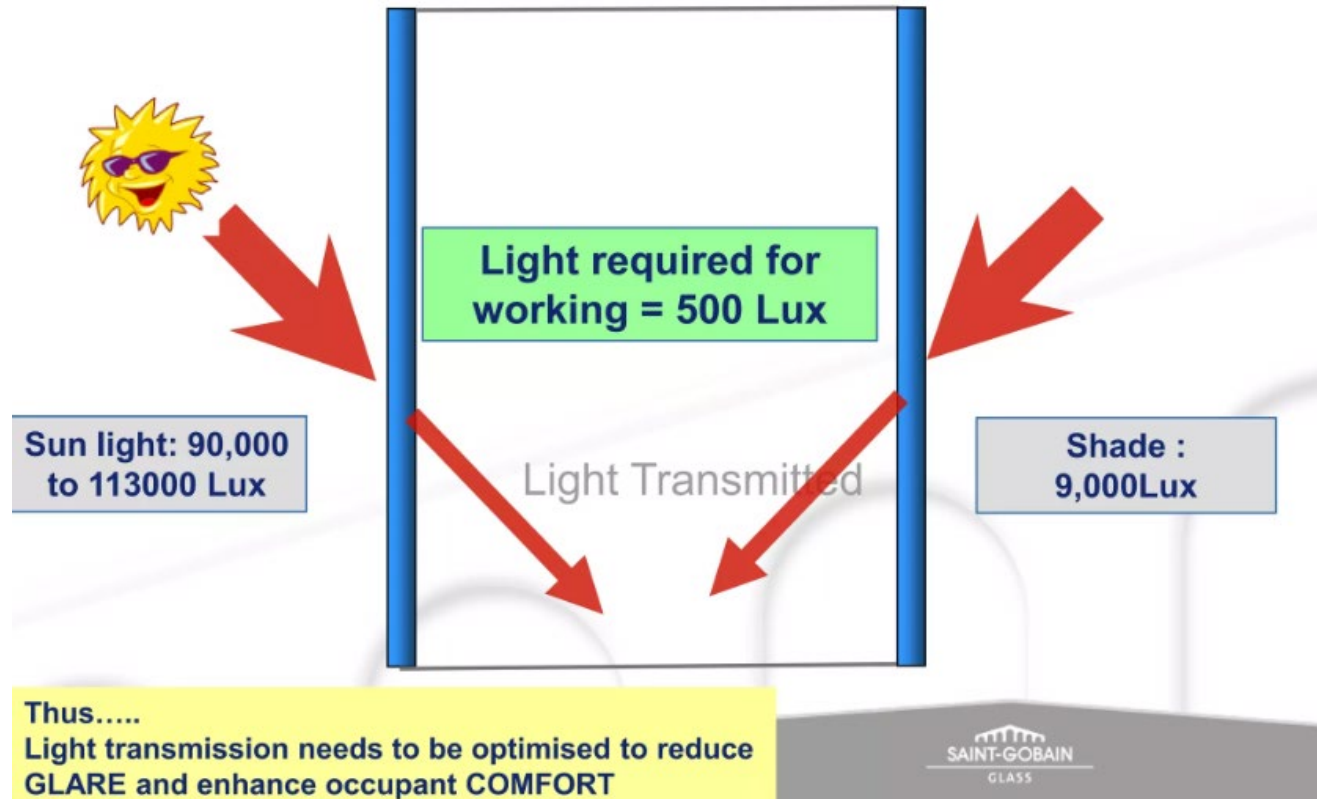 Light required for
working = 500 Lux
Sun light: 90,000
to 113000 Lux
Light Transmitted
Shade :
9,000Lux
Thus.....
Light transmission needs to be optimised to reduce
GLARE and enhance occupant COMFORT
SAINT-GOBAIN
GLASS